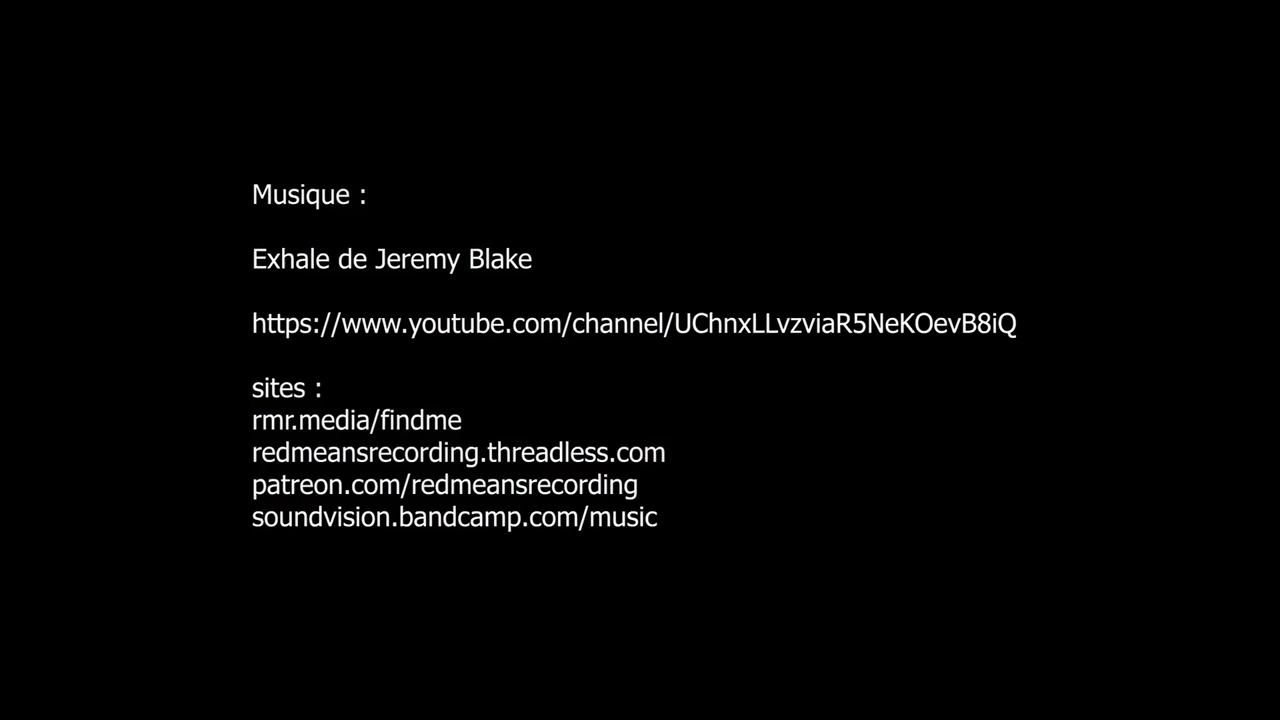 Musique :
Exhale de Jeremy Blake
https://www.youtube.com/channel/UChnxLLvzviaR5NeKOevB8iQ
sites :
rmr.media/findme
redmeansrecording.threadless.com
patreon.com/redmeansrecording
soundvision.bandcamp.com/music